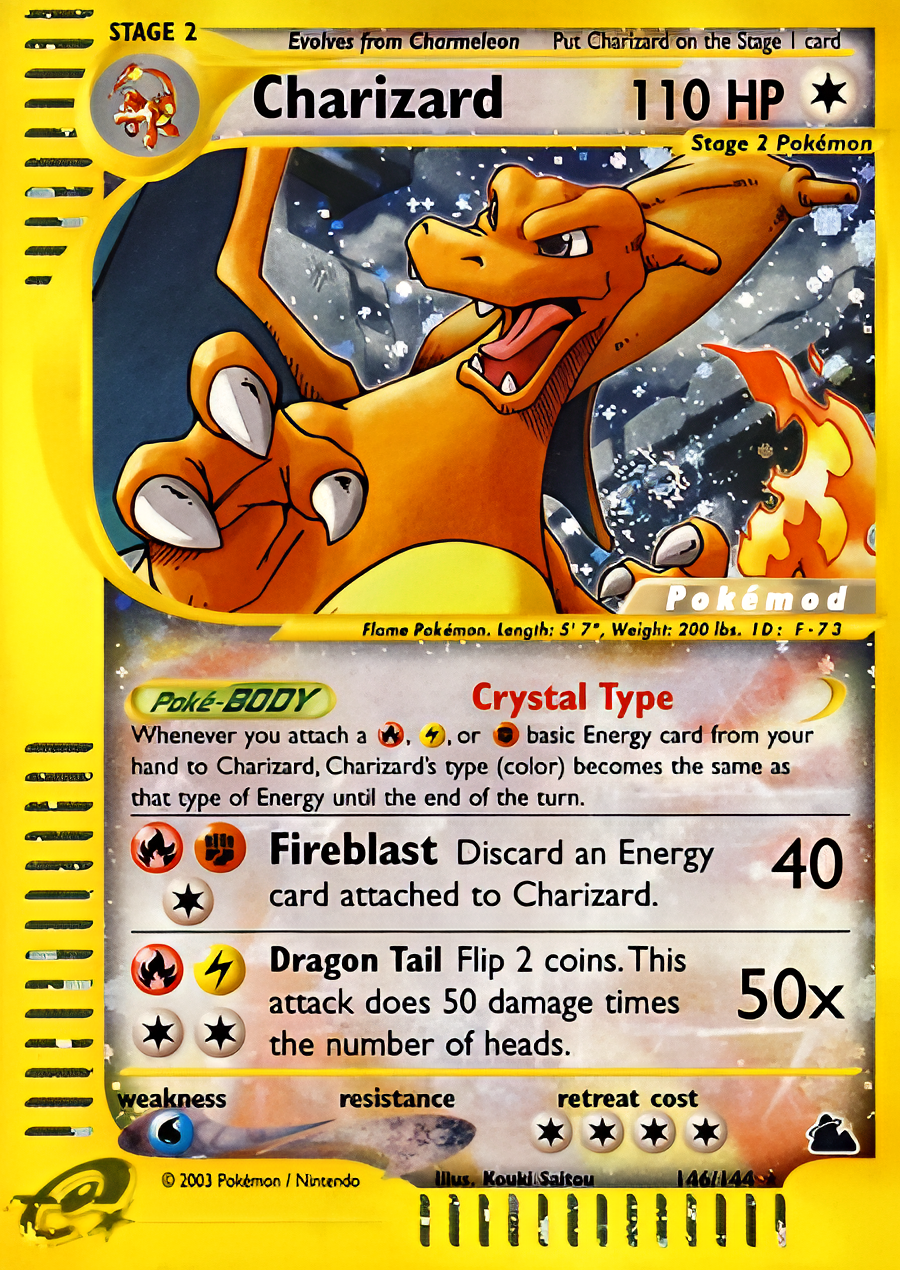 STAGE 2
Evolves from Charmeleon Put Charizard on the Stage 1 card
Charizard 110 HP
Stage 2 Pokémon
Pokémod
Flame Pokémon. Length: 5' 7", Weight: 200 lbs. ID: F-73
Poké-BODY Crystal Type
Whenever you attach a , , or basic Energy card from your
hand to Charizard, Charizard's type (color) becomes the same as
that type of Energy until the end of the turn.
Fireblast Discard an Energy 40
card attached to Charizard.
Dragon Tail Flip 2 coins. This
attack does 50 damage times 50x
the number of heads.
weakness resistance retreat cost
© 2003 Pokémon / Nintendo Illus. Kouki Saitou 146/144
e